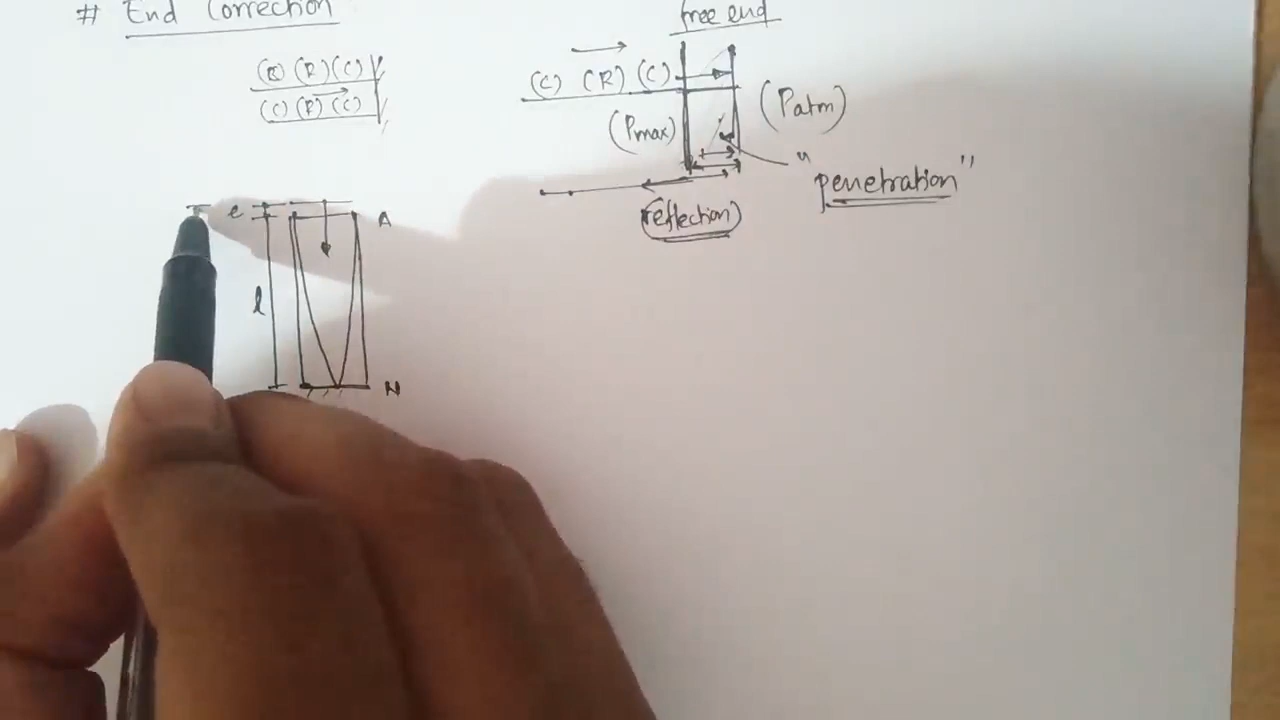 # End Correction
free end
(R) (R) (C)
(C) (R) (C)
(C) (R) (C)
(Pmax)
(Patm)
"penetration"
(reflection)
e
A
l
N